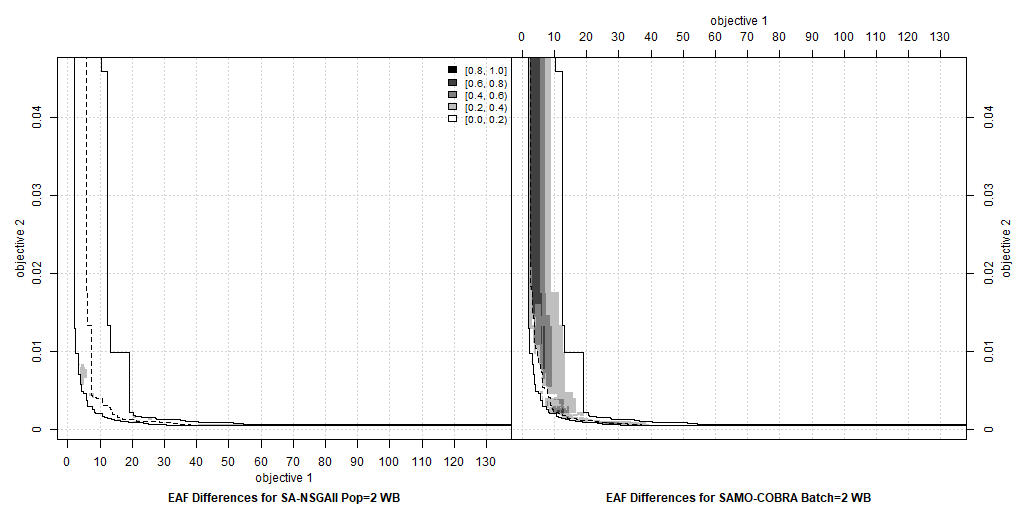 objective 1
0 10 20 30 40 50 60 70 80 90 100 110 120 130
[0.8, 1.0]
[0.6, 0.8)
[0.4, 0.6)
[0.2, 0.4)
[0.0, 0.2)
objective 2
0.04
0.03
0.02
0.01
0
0.04
0.03
0.02
0.01
0
objective 2
0 10 20 30 40 50 60 70 80 90 100 110 120 130
objective 1
EAF Differences for SA-NSGAII Pop=2 WB
EAF Differences for SAMO-COBRA Batch=2 WB